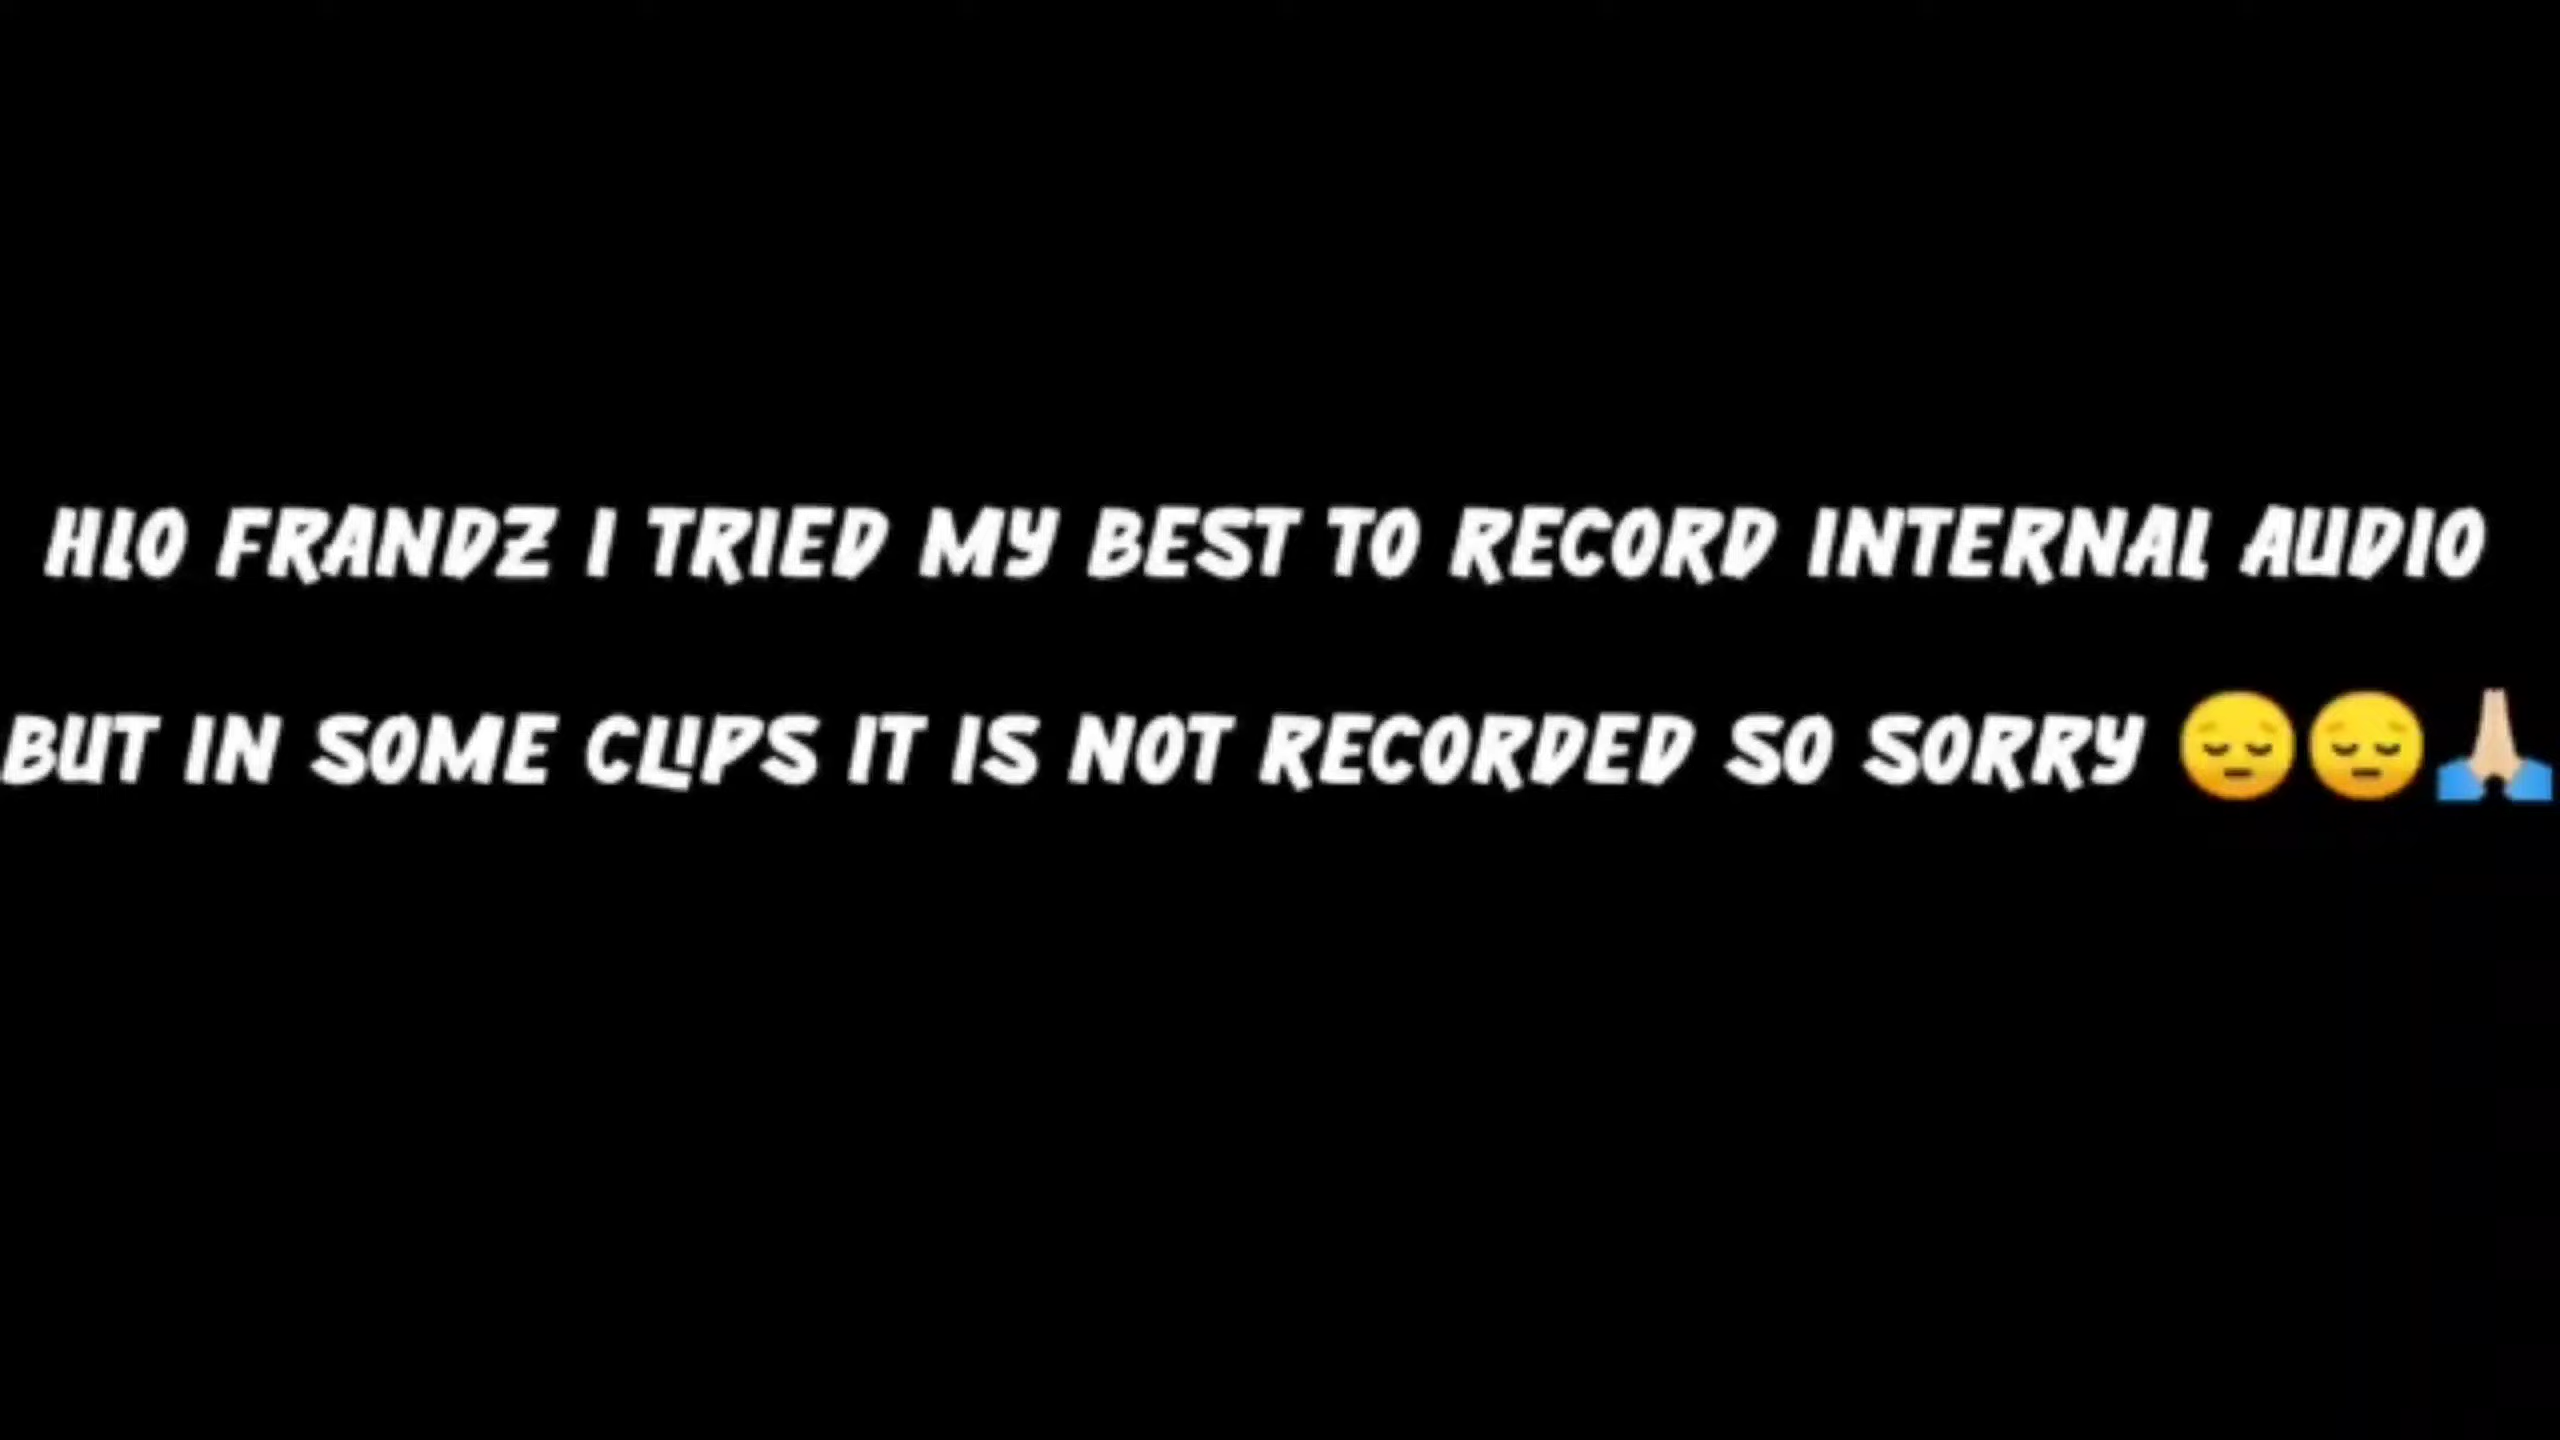 HLO FRANDZ I TRIED MY BEST TO RECORD INTERNAL AUDIO
BUT IN SOME CLIPS IT IS NOT RECORDED SO SORRY 😔😔🙏🏼